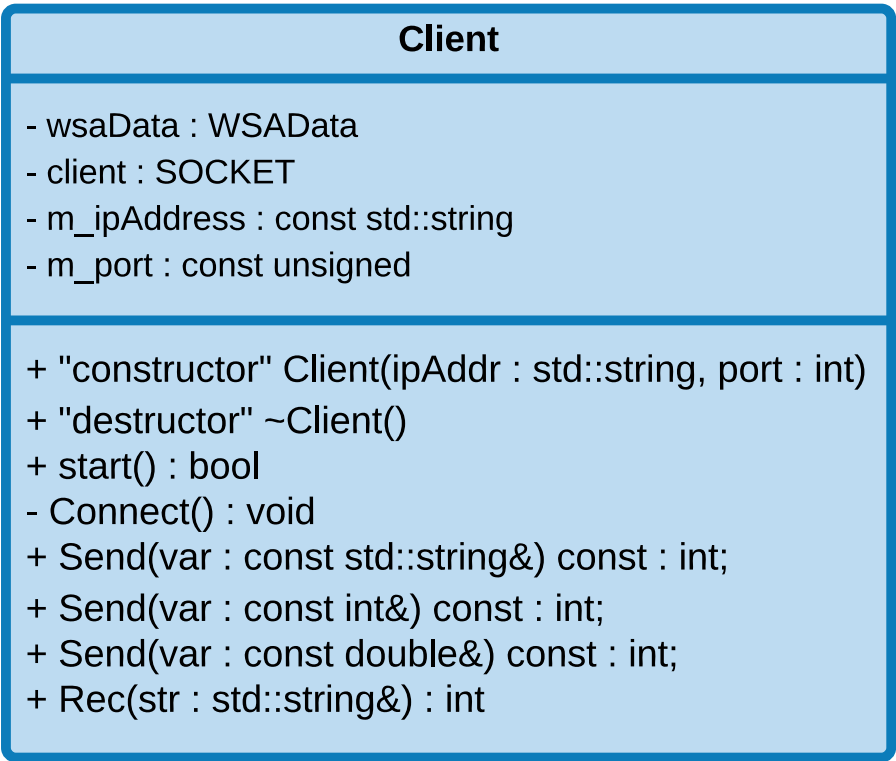 Client
- wsaData : WSAData
- client : SOCKET
- m_ipAddress : const std::string
- m_port : const unsigned
+ "constructor" Client(ipAddr : std::string, port : int)
+ "destructor" ~Client()
+ start() : bool
- Connect() : void
+ Send(var : const std::string&) const : int;
+ Send(var : const int&) const : int;
+ Send(var : const double&) const : int;
+ Rec(str : std::string&) : int